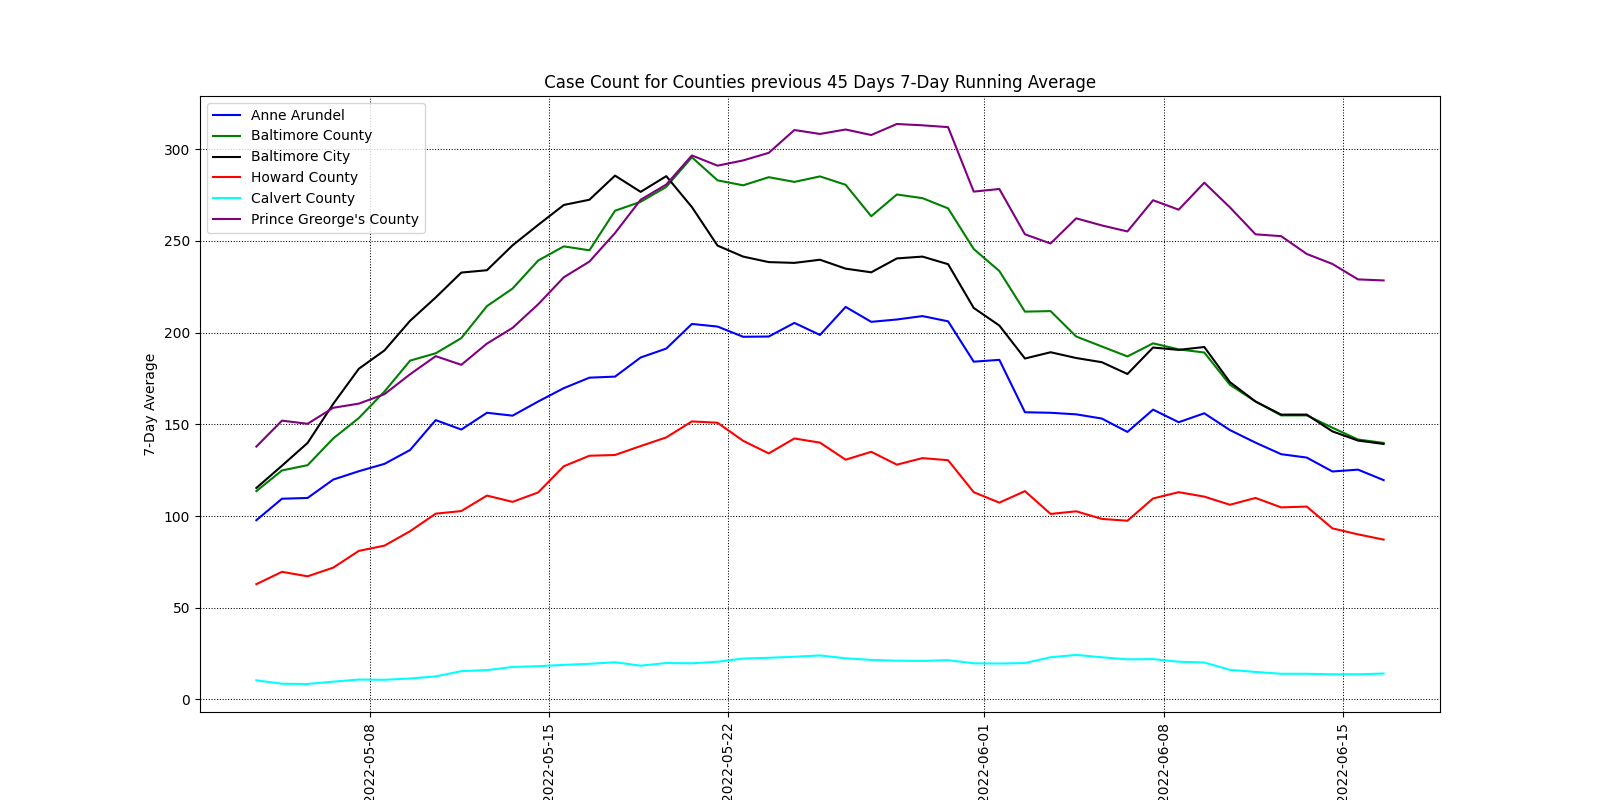 Case Count for Counties previous 45 Days 7-Day Running Average
Anne Arundel
Baltimore County
Baltimore City
Howard County
Calvert County
Prince Greorge's County
7-Day Average
300
250
200
150
100
50
0
2022-05-08
2022-05-15
2022-05-22
2022-06-01
2022-06-08
2022-06-15